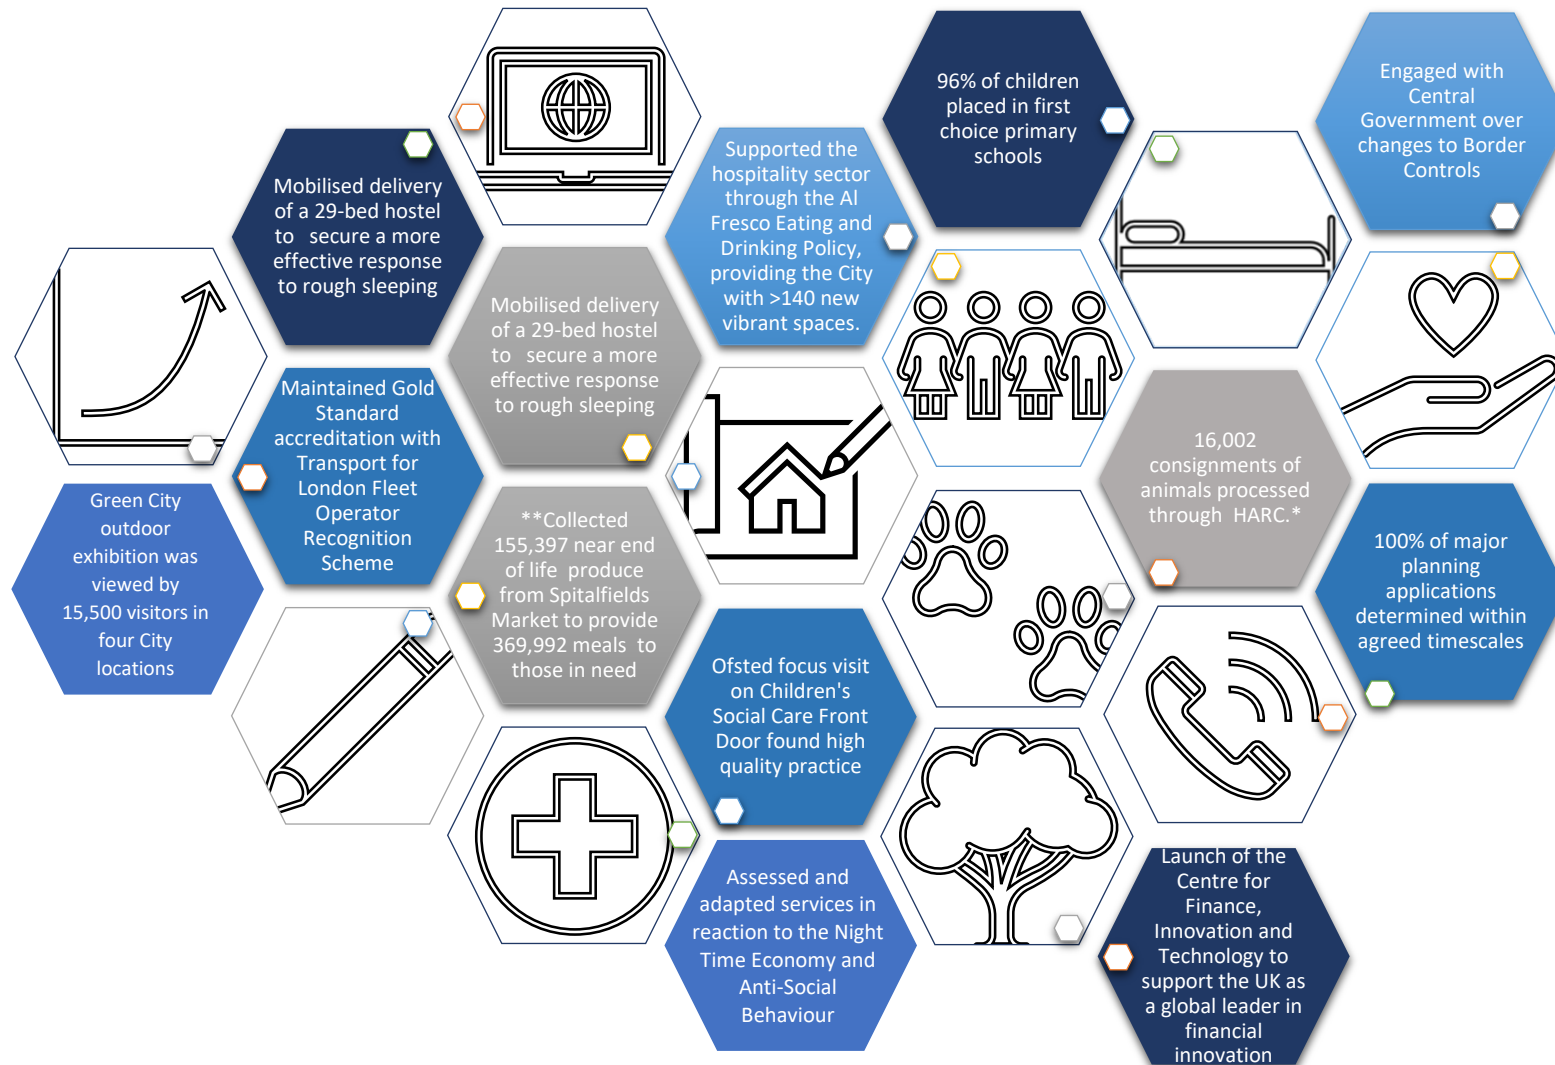 96% of children
placed in first
choice primary
schools
Engaged with
Central
Government over
changes to Border
Controls
Supported the
hospitality sector
through the Al
Fresco Eating and
Drinking Policy,
providing the City
with >140 new
vibrant spaces.
Mobilised delivery
of a 29-bed hostel
to secure a more
effective response
to rough sleeping
Mobilised delivery
of a 29-bed hostel
to secure a more
effective response
to rough sleeping
Maintained Gold
Standard
accreditation with
Transport for
London Fleet
Operator
Recognition
Scheme
16,002
consignments of
animals processed
through HARC.*
Green City
outdoor
exhibition was
viewed by
15,500 visitors in
four City
locations
**Collected
155,397 near end
of life produce
from Spitalfields
Market to provide
369,992 meals to
those in need
100% of major
planning
applications
determined within
agreed timescales
Ofsted focus visit
on Children's
Social Care Front
Door found high
quality practice
Assessed and
adapted services in
reaction to the Night
Time Economy and
Anti-Social
Behaviour
Launch of the
Centre for
Finance,
Innovation and
Technology to
support the UK as
a global leader in
financial
innovation